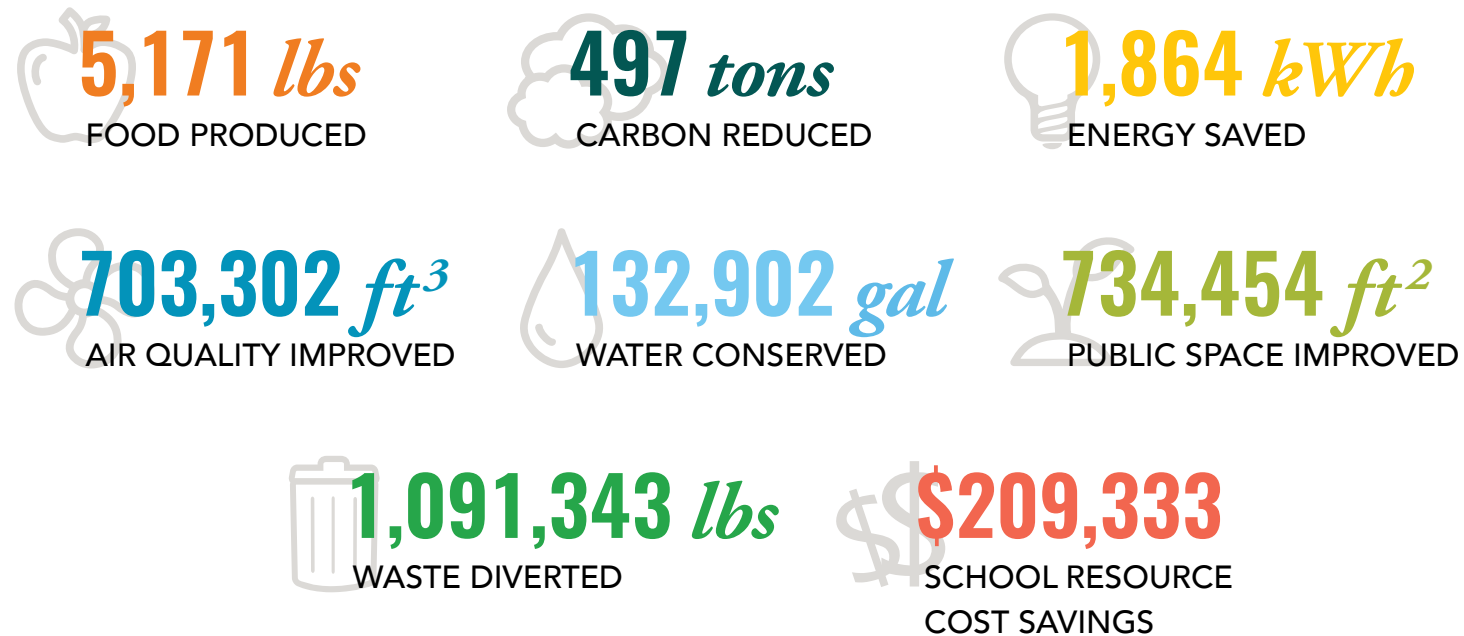 5,171 lbs
FOOD PRODUCED
497 tons
CARBON REDUCED
1,864 kWh
ENERGY SAVED
703,302 ft³
AIR QUALITY IMPROVED
132,902 gal
WATER CONSERVED
734,454 ft²
PUBLIC SPACE IMPROVED
1,091,343 lbs
WASTE DIVERTED
$209,333
SCHOOL RESOURCE
COST SAVINGS